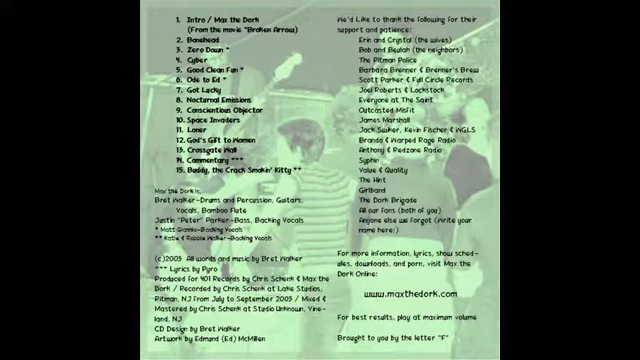 1. Intro / Max the Dork
(From the movie "Broken Arrow)
2. Bonehead
3. Zero Down *
4. Cyber
5. Good Clean Fun *
6. Ode to Ed *
7. Got Lucky
8. Nocturnal Emissions
9. Conscientious Objector
10. Space Invaders
11. Loner
12. God's Gift to Women
13. Crossgate Wall
14. Commentary ***
15. Buddy, the Crack Smokin' Kitty **
Max the Dork is:
Bret Walker-Drums and Percussion, Guitars,
Vocals, Bamboo Flute
Justin "Peter" Parker-Bass, Backing Vocals
* Matt Giannio-Backing Vocals
** Katie & Robbie Walker-Backing Vocals
(c)2003 All words and music by Bret Walker
*** Lyrics by Pyro
Produced for 401 Records by Chris Schenk & Max the
Dork / Recorded by Chris Schenk at Lake Studios,
Pitman, NJ from July to September 2003 / Mixed &
Mastered by Chris Schenk at Studio Unknown, Vine-
land, NJ
CD Design by Bret Walker
Artwork by Edmund (Ed) McMillen
We'd Like to thank the following for their
support and patience:
Erin and Crystal (the wives)
Bob and Beulah (the neighbors)
The Pitman Police
Barbara Brenner & Brenner's Brew
Scott Parker & Full Circle Records
Joel Roberts & Lockstock
Everyone at The Saint
Outcasted Misfit
James Marshall
Jack Kevin Fischer & WGLS
Brando & Warped Rage Radio
Anthony & Redzone Radio
Syphin
Value & Quality
The Hint
Girlband
The Dork Brigade
All our fans (both of you)
Anyone else we forgot (Write your
name here:)
For more information, lyrics, show sched-
ules, downloads, and porn, visit Max the
Dork Online:
www.maxthedork.com
For best results, play at maximum volume
Brought to you by the letter "F"